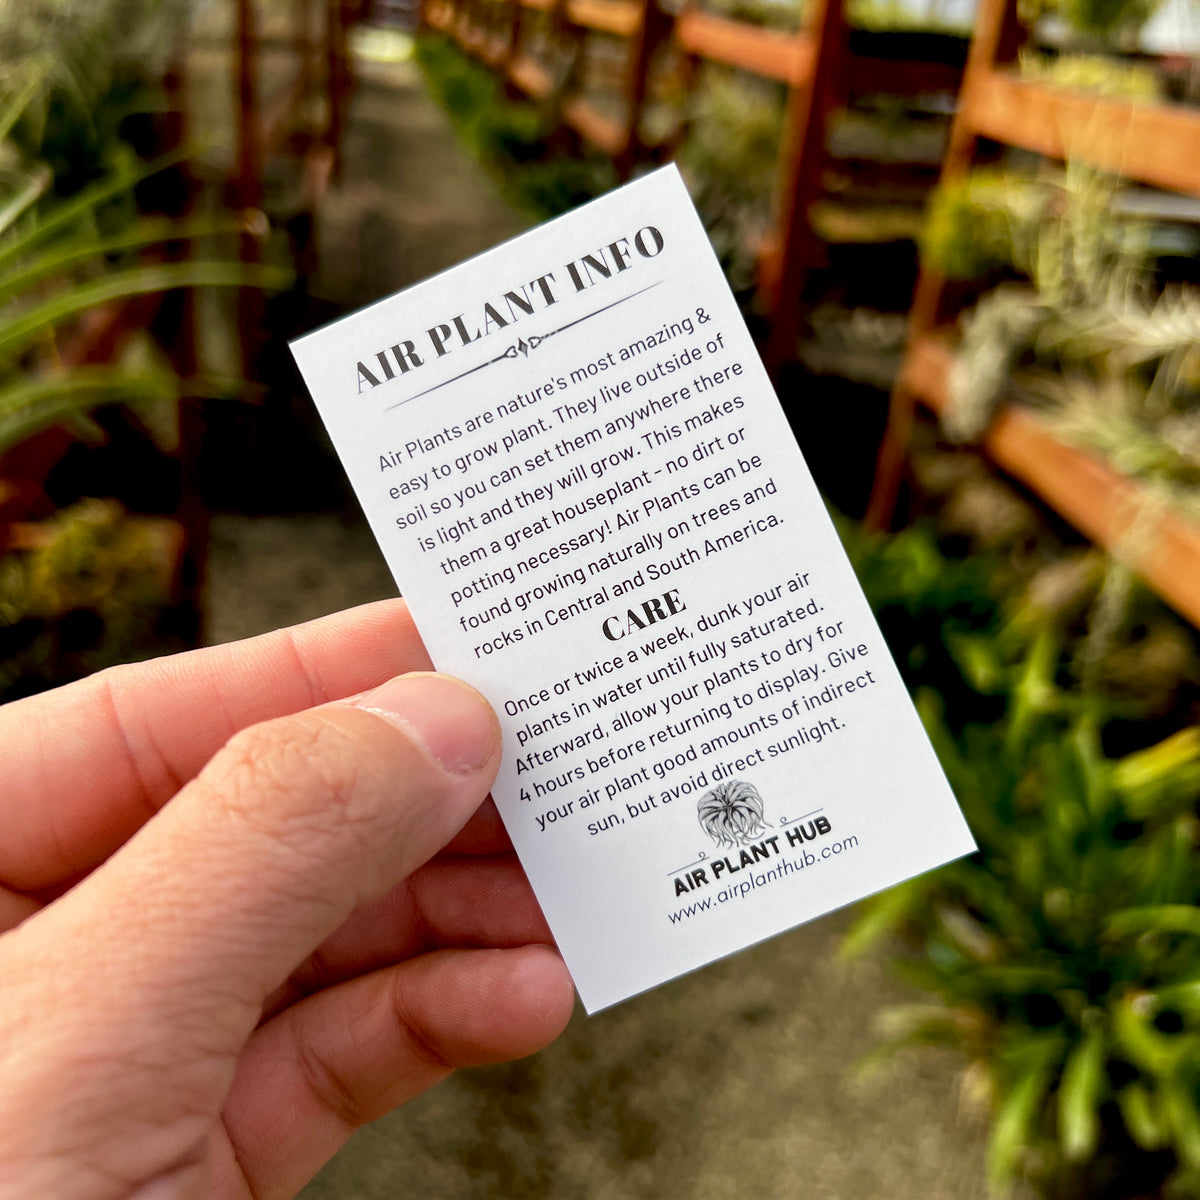 AIR PLANT INFO
Air Plants are nature's most amazing &
easy to grow plant. They live outside of
soil so you can set them anywhere there
is light and they will grow. This makes
them a great houseplant - no dirt or
potting necessary! Air Plants can be
found growing naturally on trees and
rocks in Central and South America.
CARE
Once or twice a week, dunk your air
plants in water until fully saturated.
Afterward, allow your plants to dry for
4 hours before returning to display. Give
your air plant good amounts of indirect
sun, but avoid direct sunlight.
AIR PLANT HUB
www.airplanthub.com